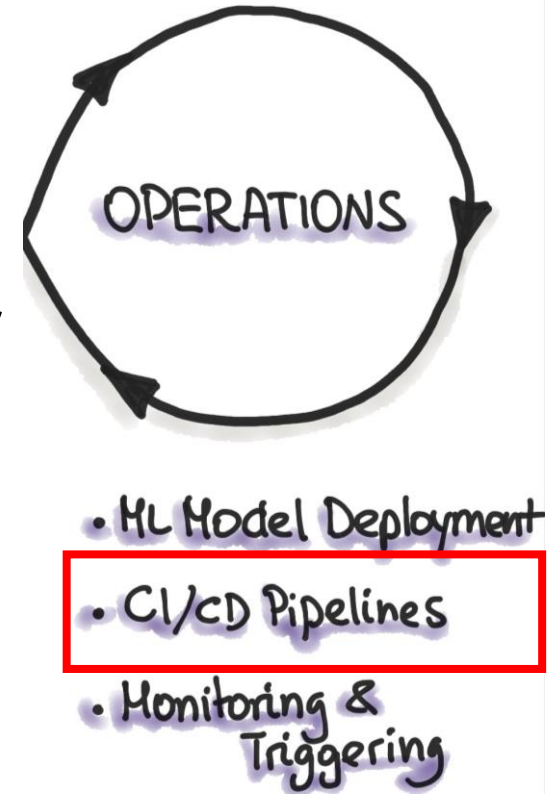 OPERATIONS
• ML Model Deployment
• CI/CD Pipelines
• Monitoring &
Triggering